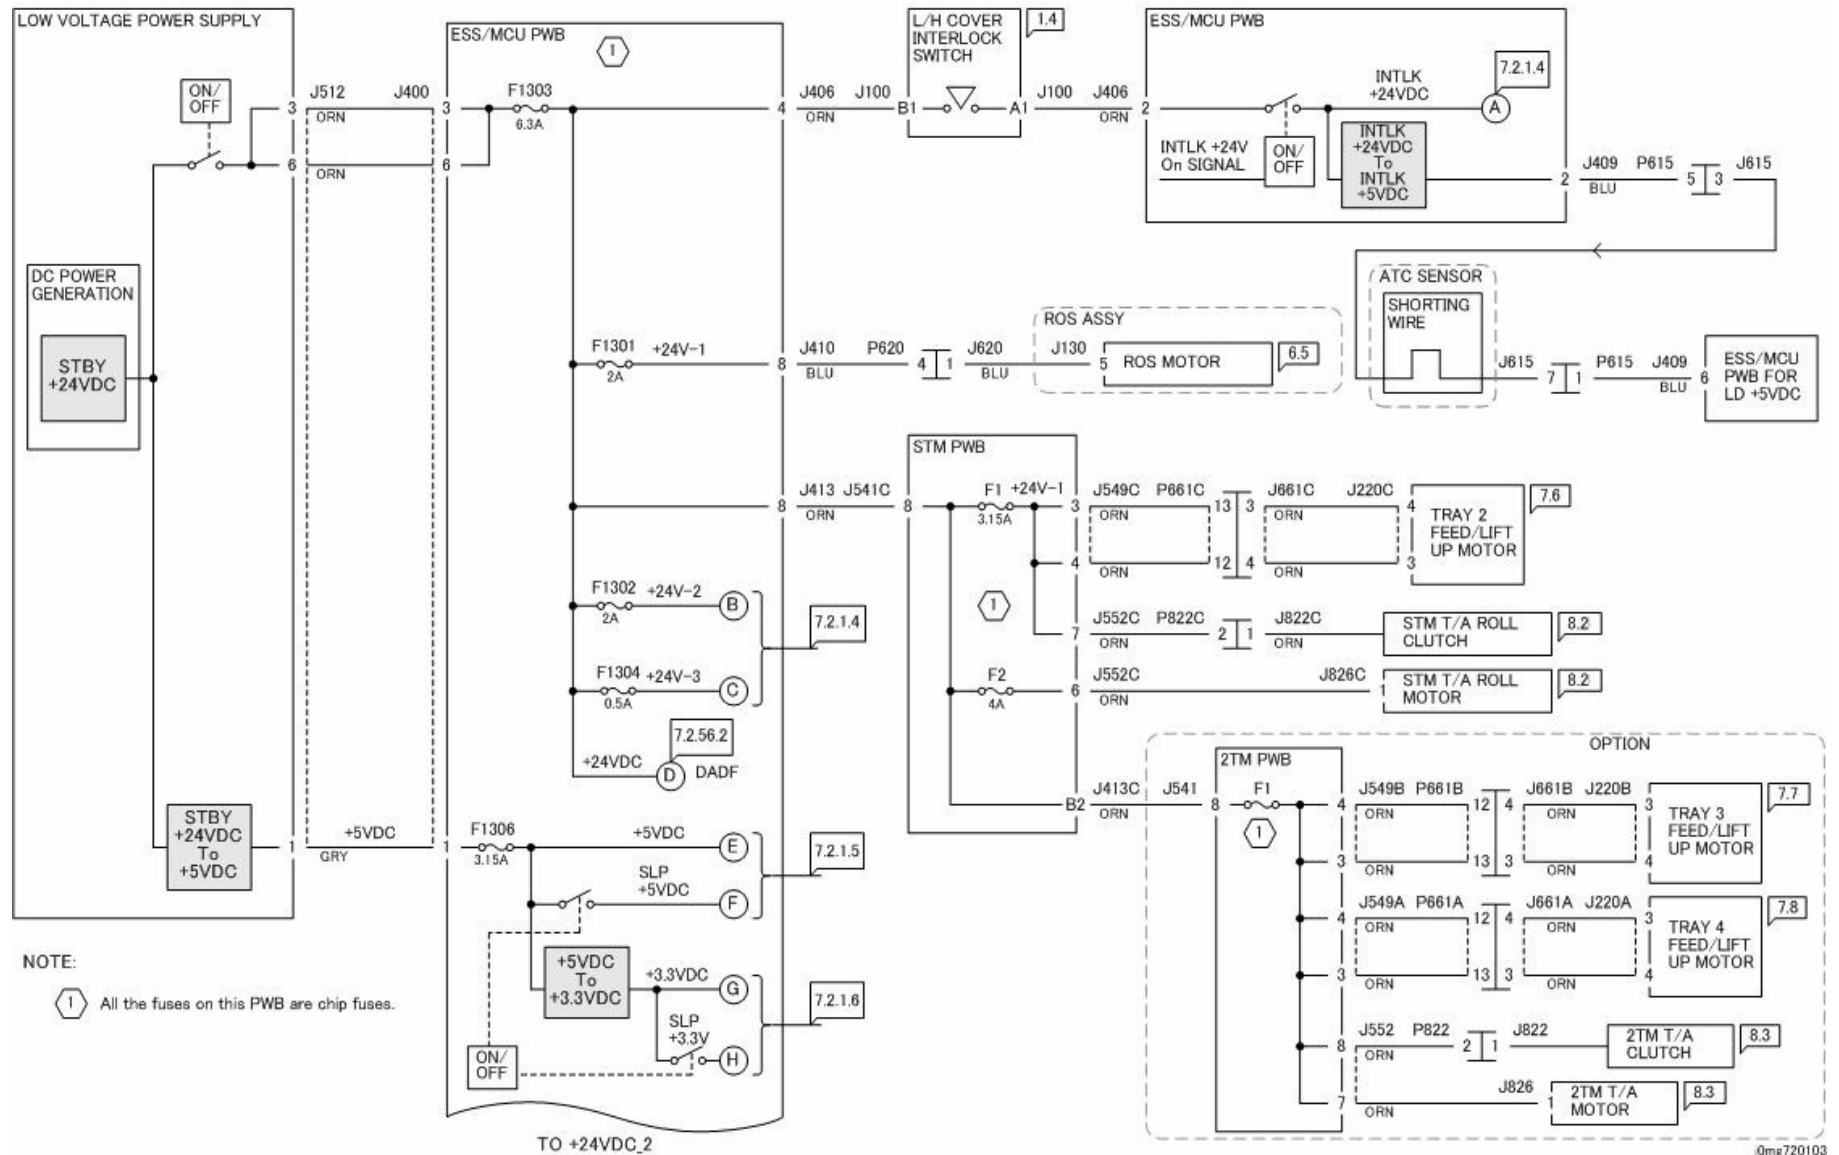 LOW VOLTAGE POWER SUPPLY
ON/
OFF
3
6
DC POWER
GENERATION
STBY
+24VDC
STBY
+24VDC
To
+5VDC
1
J512
J400
ORN
ORN
+5VDC
GRY
ESS/MCU PWB
1
3
6
F1303
6.3A
4
F1301
+24V-1
2A
8
8
F1302
+24V-2
2A
B
F1304
+24V-3
0.5A
C
7.2.1.4
7.2.56.2
+24VDC
D
DADF
1
F1306
3.15A
+5VDC
E
SLP
+5VDC
F
7.2.1.5
+5VDC
To
+3.3VDC
+3.3VDC
G
SLP
+3.3V
H
7.2.1.6
ON/
OFF
TO +24VDC_2
J406
J100
ORN
L/H COVER
INTERLOCK
SWITCH
1.4
B1
A1
J100
J406
ORN
ESS/MCU PWB
2
INTLK
+24VDC
7.2.1.4
A
INTLK +24V
On SIGNAL
ON/
OFF
INTLK
+24VDC
To
INTLK
+5VDC
2
J409
P615
BLU
5
3
J615
ATC SENSOR
SHORTING
WIRE
J615
7
1
P615
J409
BLU
6
ESS/MCU
PWB FOR
LD +5VDC
J410
P620
BLU
4
1
J620
BLU
ROS ASSY
J130
5
ROS MOTOR
6.5
J413
J541C
ORN
STM PWB
8
F1
+24V-1
3.15A
3
4
1
7
F2
4A
6
B2
J549C
P661C
ORN
ORN
13
3
12
4
J661C
J220C
ORN
ORN
4
3
TRAY 2
FEED/LIFT
UP MOTOR
7.6
J552C
P822C
ORN
2
1
J822C
ORN
STM T/A ROLL
CLUTCH
8.2
J552C
ORN
J826C
1
STM T/A ROLL
MOTOR
8.2
J413C
J541
ORN
OPTION
2TM PWB
8
F1
1
4
3
4
3
8
7
J549B
P661B
ORN
ORN
12
4
13
3
J661B
J220B
ORN
ORN
3
4
TRAY 3
FEED/LIFT
UP MOTOR
7.7
J549A
P661A
ORN
ORN
12
4
13
3
J661A
J220A
ORN
ORN
3
4
TRAY 4
FEED/LIFT
UP MOTOR
7.8
J552
P822
ORN
2
1
J822
2TM T/A
CLUTCH
8.3
ORN
J826
1
2TM T/A
MOTOR
8.3
NOTE:
1 All the fuses on this PWB are chip fuses.